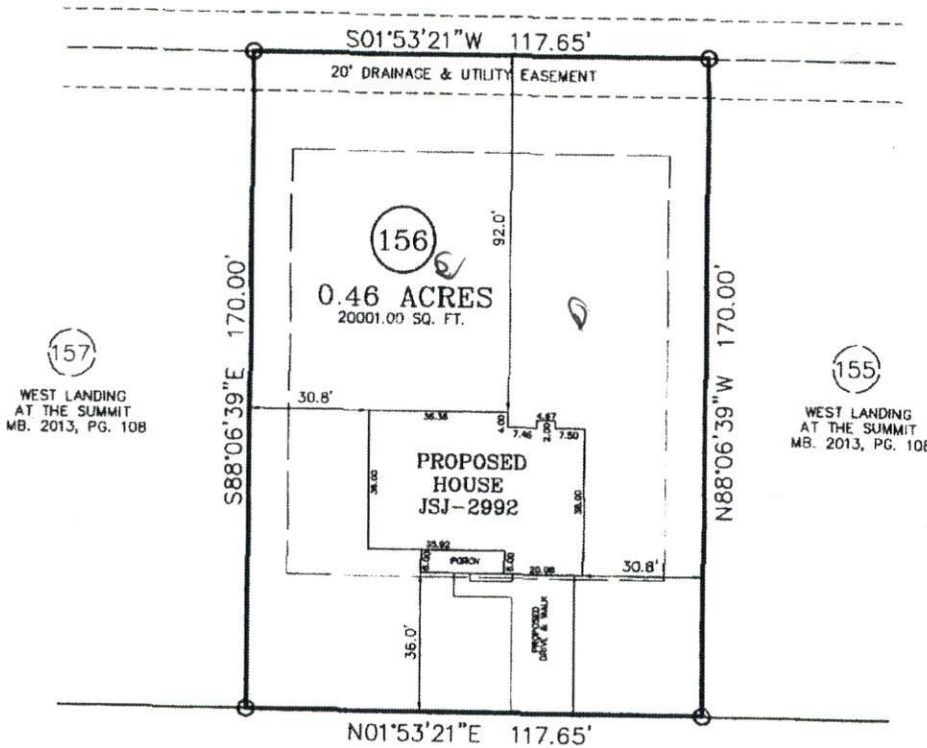 S01°53'21"W 117.65'
20' DRAINAGE & UTILITY EASEMENT
92.0'
156
0.46 ACRES
20001.00 SQ. FT.
S88°06'39"E 170.00'
N88°06'39"W 170.00'
157
WEST LANDING
AT THE SUMMIT
MB. 2013, PG. 108
155
WEST LANDING
AT THE SUMMIT
MB. 2013, PG. 108
30.8'
36.36
4.00
7.46
4.67
2.00
7.50
36.00
PROPOSED
HOUSE
JSJ-2992
38.00
35.92
6.00
PORCH
6.00
20.08
30.8'
36.0'
PROPOSED
DRIVE & WALK
N01°53'21"E 117.65'